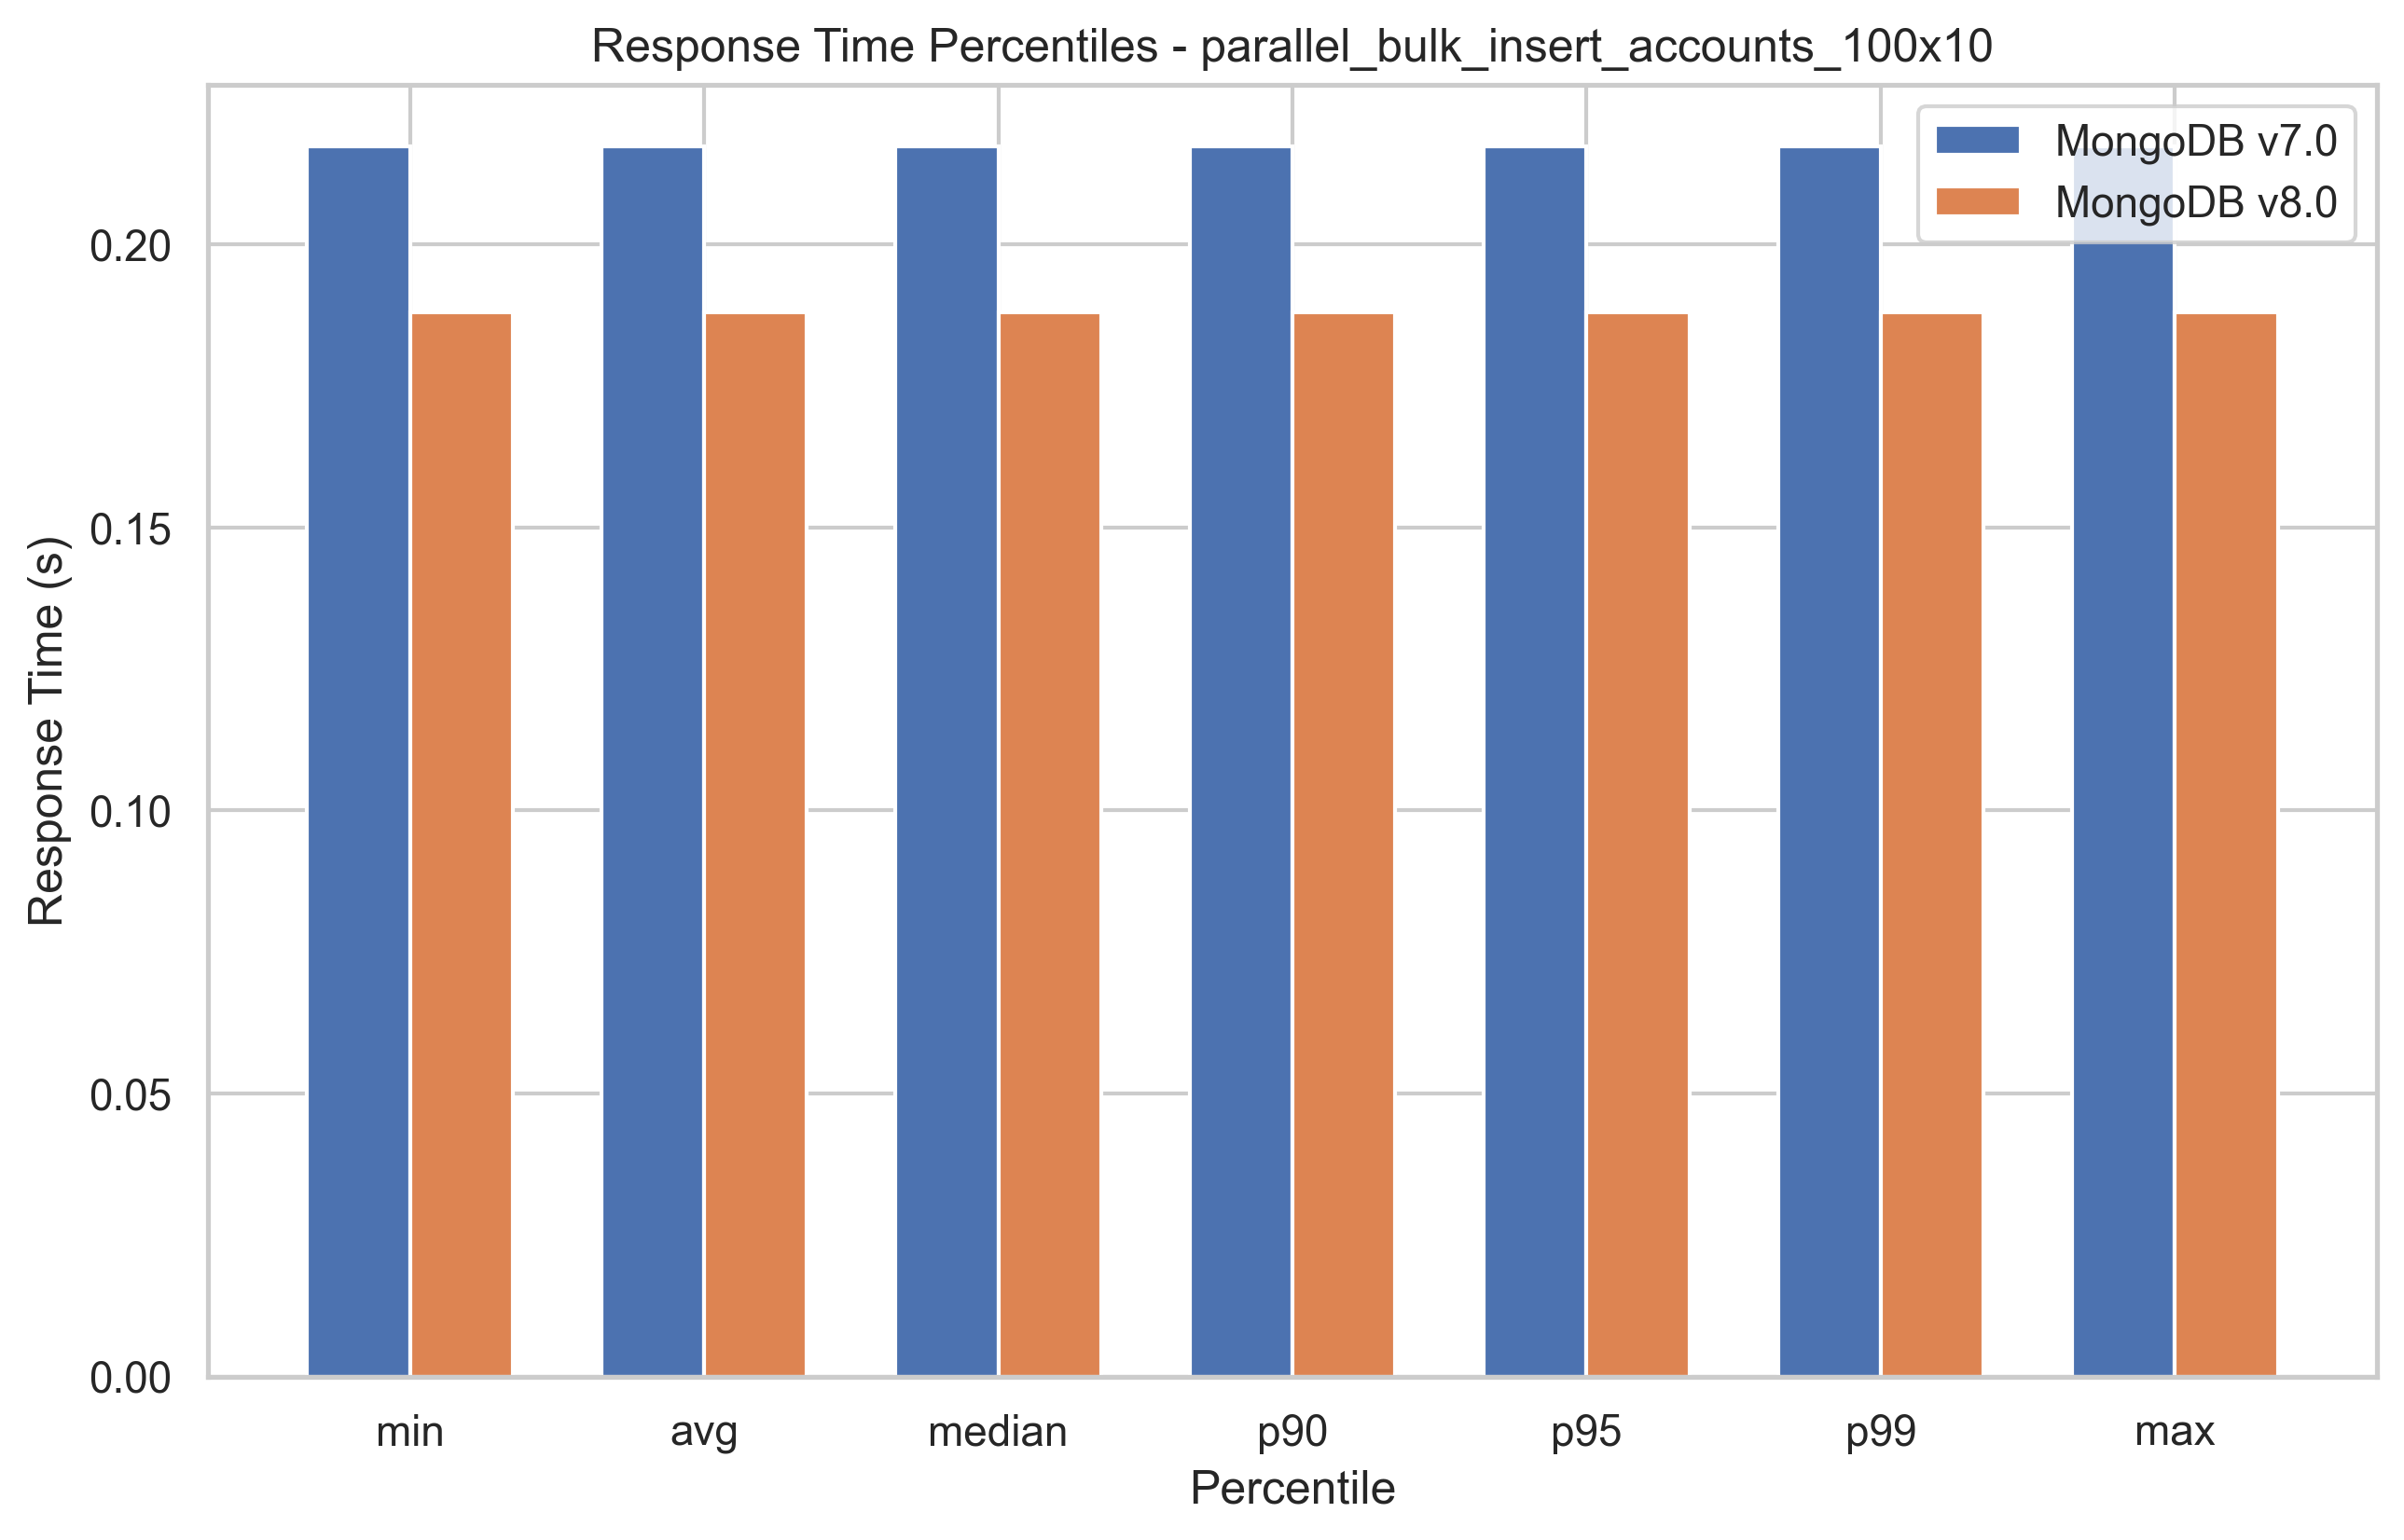 Response Time Percentiles - parallel_bulk_insert_accounts_100x10
MongoDB v7.0
MongoDB v8.0
Response Time (s)
0.20
0.15
0.10
0.05
0.00
min avg median p90 p95 p99 max
Percentile